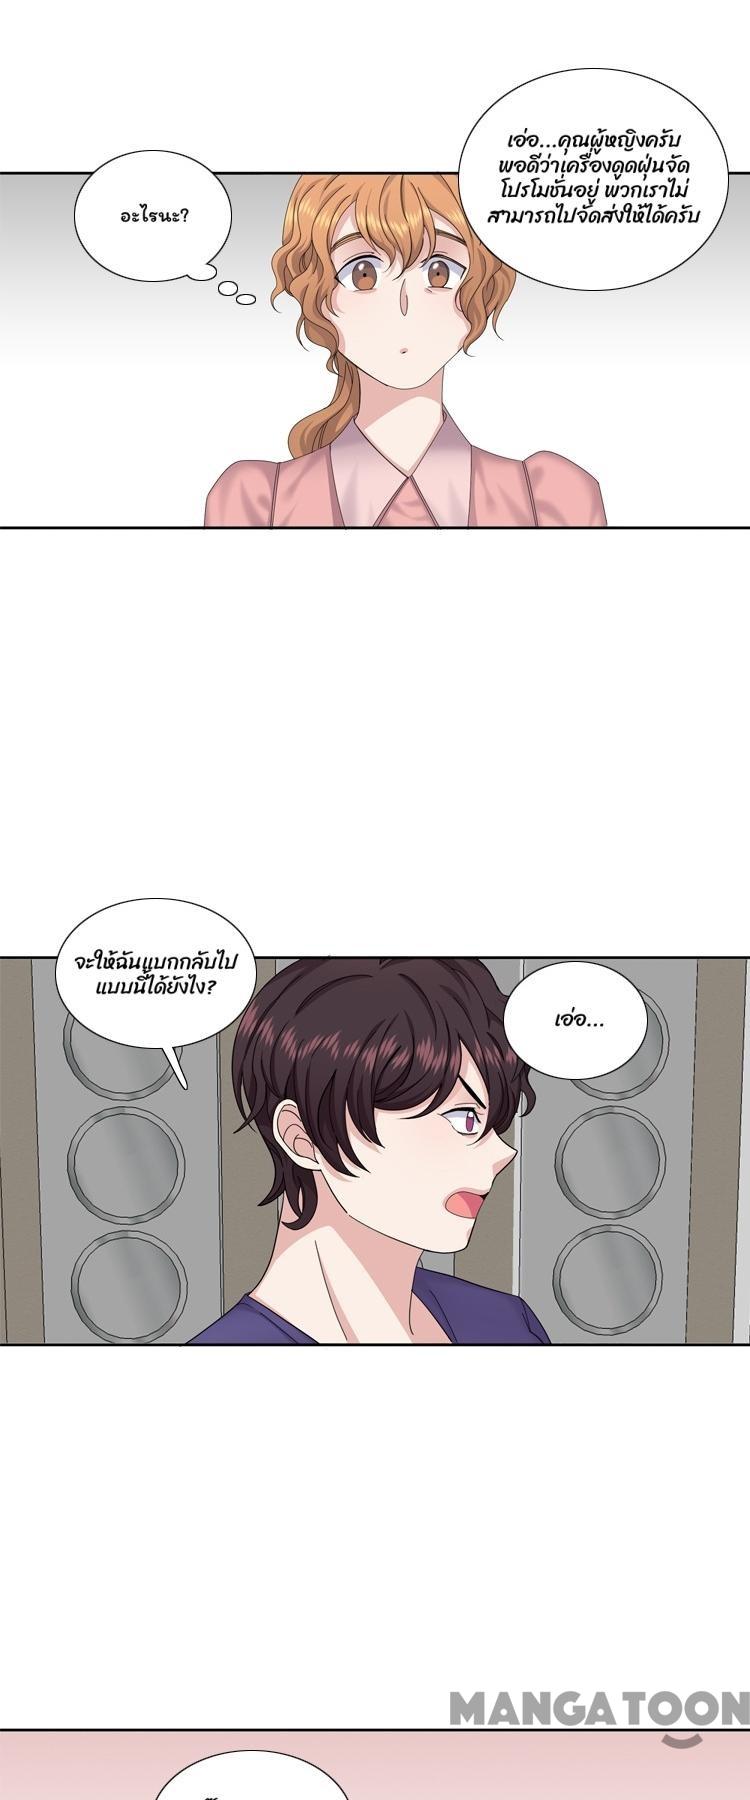 เอ่อ...คุณผู้หญิงครับ
พอดีว่าเครื่องดูดฝุ่นจัด
โปรโมชั่นอยู่ พวกเราไม่
สามารถไปจัดส่งให้ได้ครับ
อะไรนะ?
จะให้ฉันแบกกลับไป
แบบนี้ได้ยังไง?
เอ่อ...
MANGA TOON